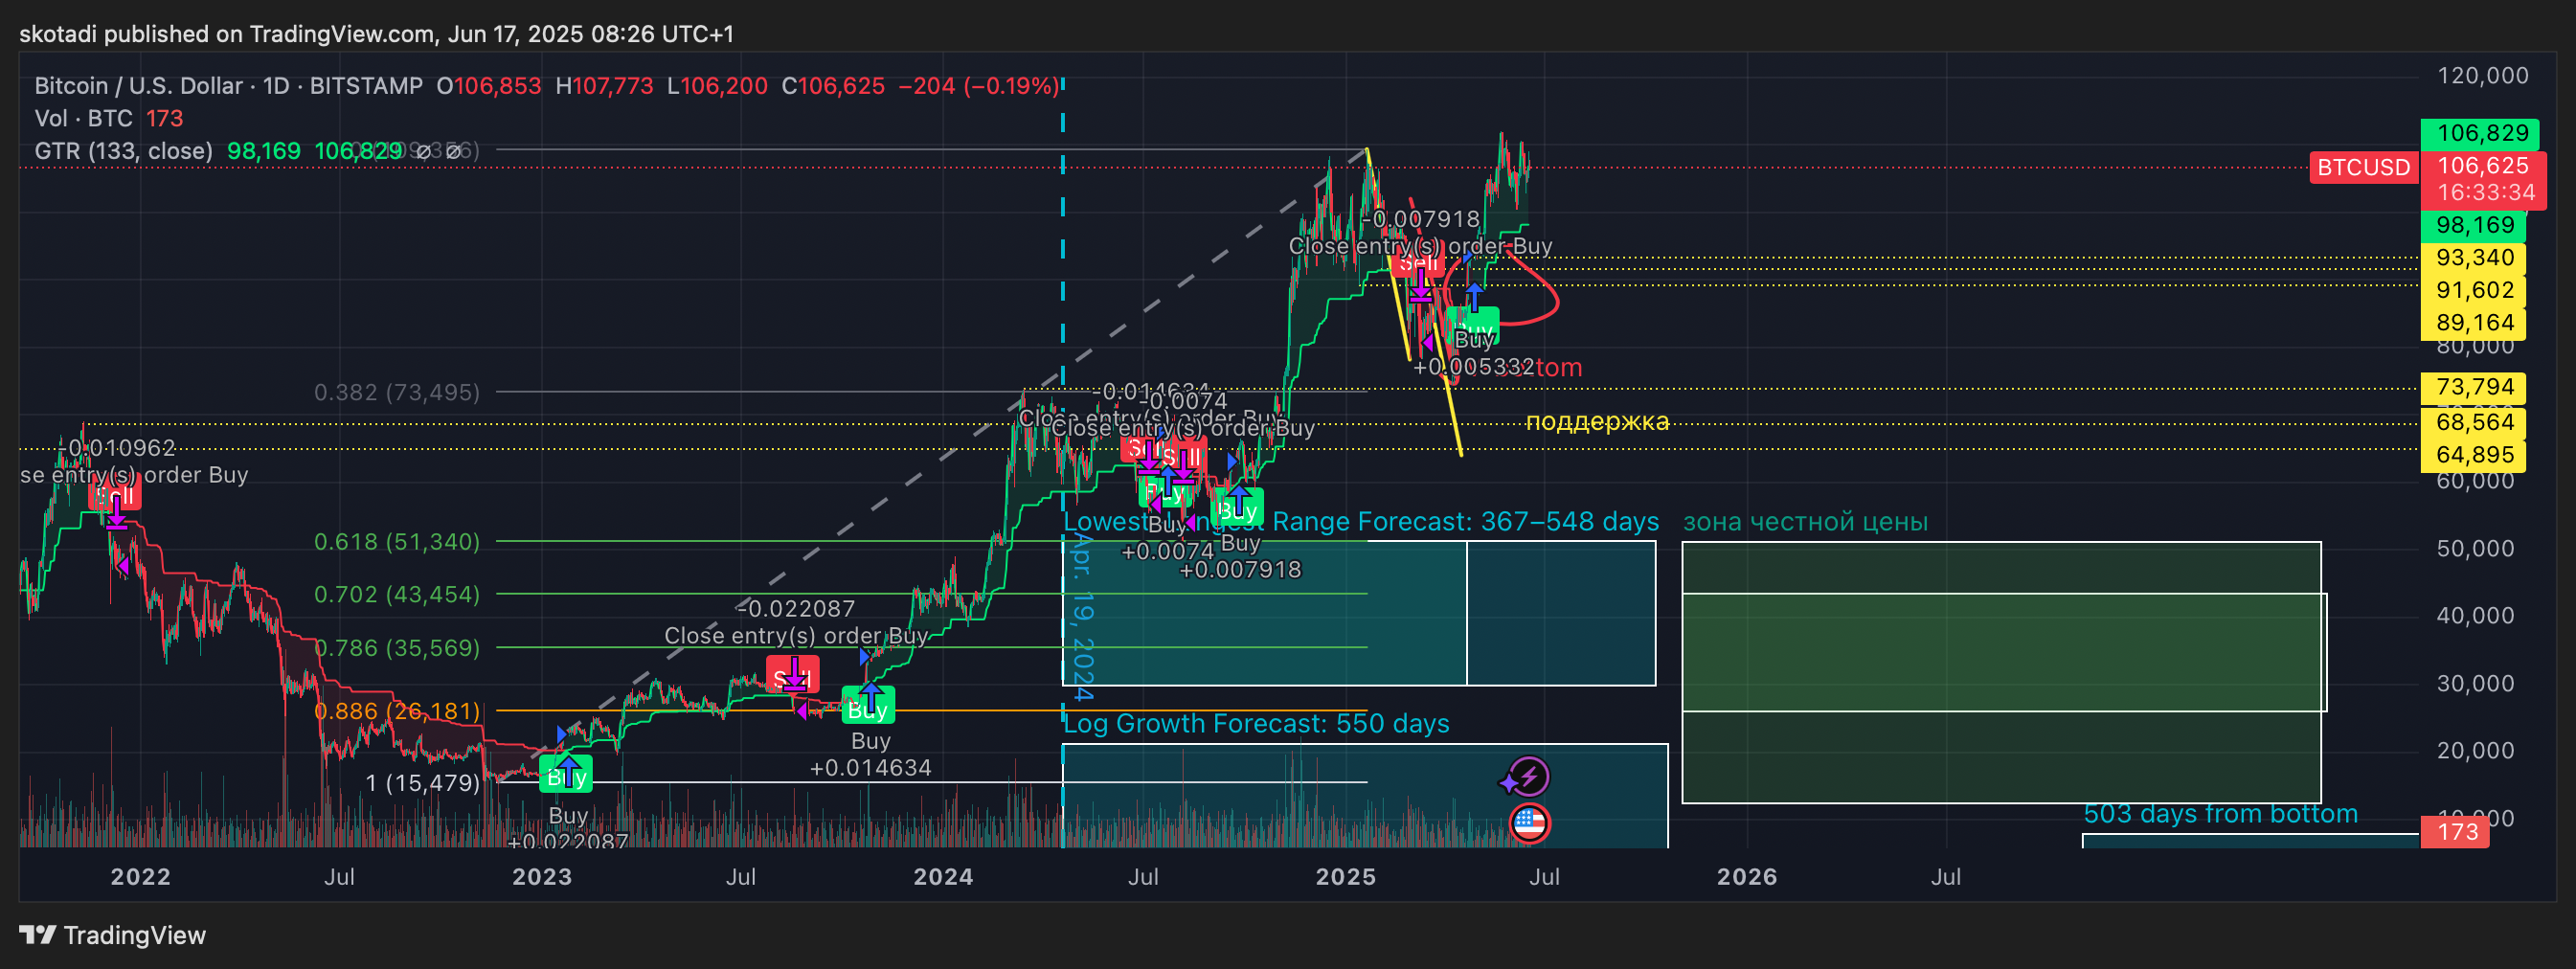 skotadi published on TradingView.com, Jun 17, 2025 08:26 UTC+1
Bitcoin / U.S. Dollar · 1D · BITSTAMP O106,853 H107,773 L106,200 C106,625 −204 (−0.19%)
Vol · BTC 173
GTR (133, close) 98,169 106,829 ∅ ∅
120,000
106,829
BTCUSD 106,625
16:33:34
98,169
93,340
91,602
89,164
80,000
73,794
68,564
64,895
60,000
50,000
40,000
30,000
20,000
173
-0.007918
Close entry(s) order Buy
Sell
Buy
Buy
+0.005332
поддержка
0.382 (73,495)
-0.014634
-0.0074
Close entry(s) order Buy
Close entry(s) order Buy
Sell
Buy
Buy
Buy
+0.0074
Buy
+0.007918
0.010962
se entry(s) order Buy
Sell
Range Forecast: 367–548 days
зона честной цены
0.618 (51,340)
0.702 (43,454)
0.786 (35,569)
0.886 (26,181)
1 (15,479)
Apr. 19, 2024
-0.022087
Close entry(s) order Buy
Sell
Buy
Buy
+0.014634
Buy
Buy
+0.022087
Log Growth Forecast: 550 days
503 days from bottom
2022 Jul 2023 Jul 2024 Jul 2025 Jul 2026 Jul
TradingView